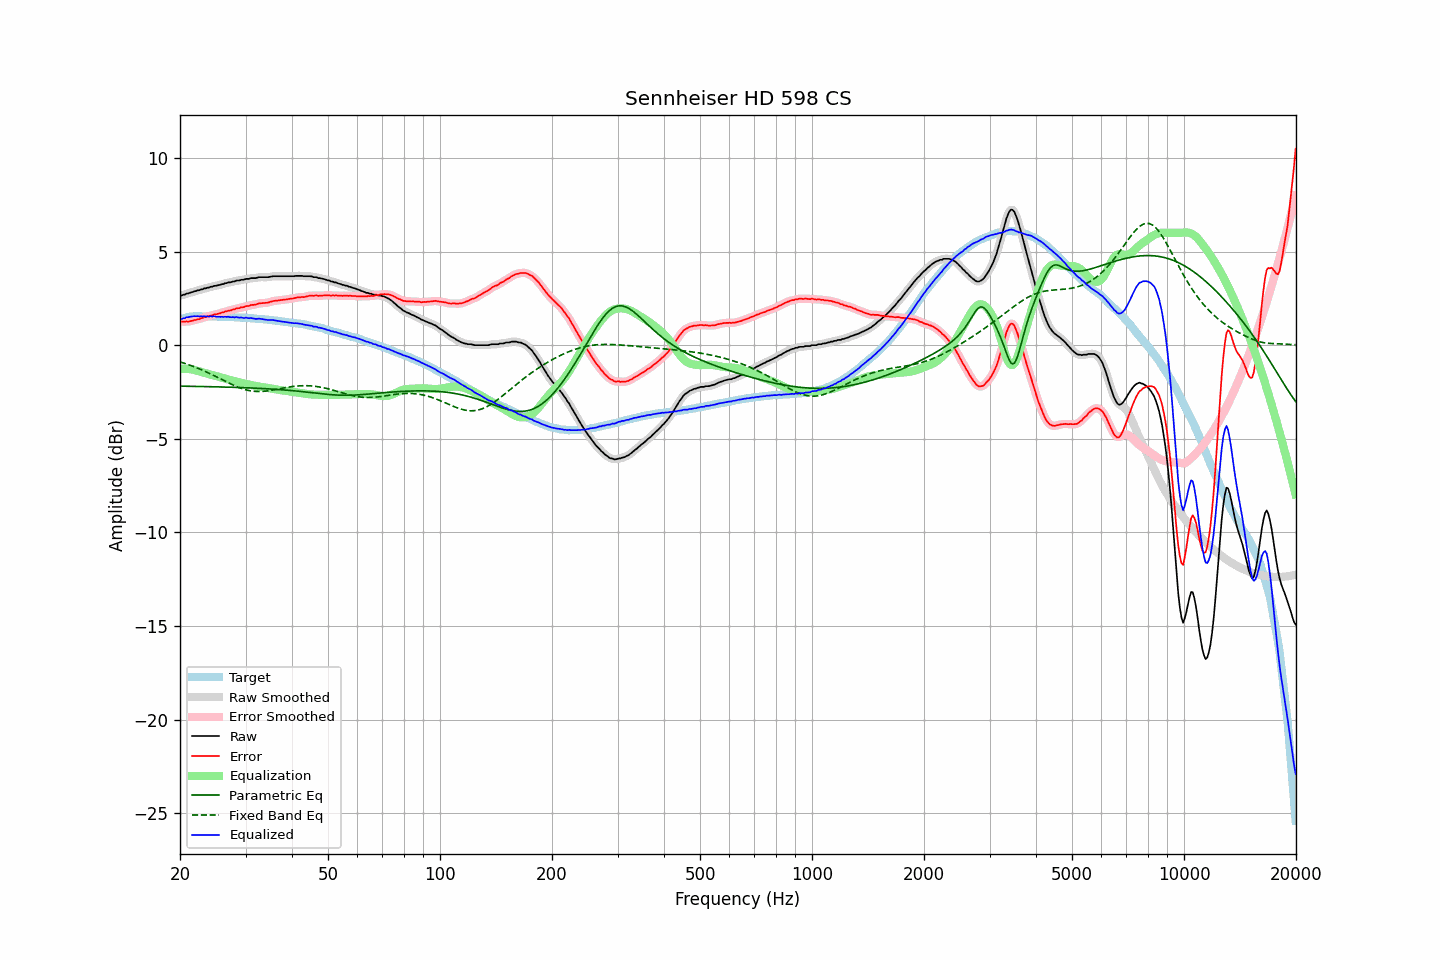 Sennheiser HD 598 CS
Amplitude (dBr)
10
5
0
−5
−10
−15
−20
−25
Target
Raw Smoothed
Error Smoothed
Raw
Error
Equalization
Parametric Eq
Fixed Band Eq
Equalized
20 50 100 200 500 1000 2000 5000 10000 20000
Frequency (Hz)